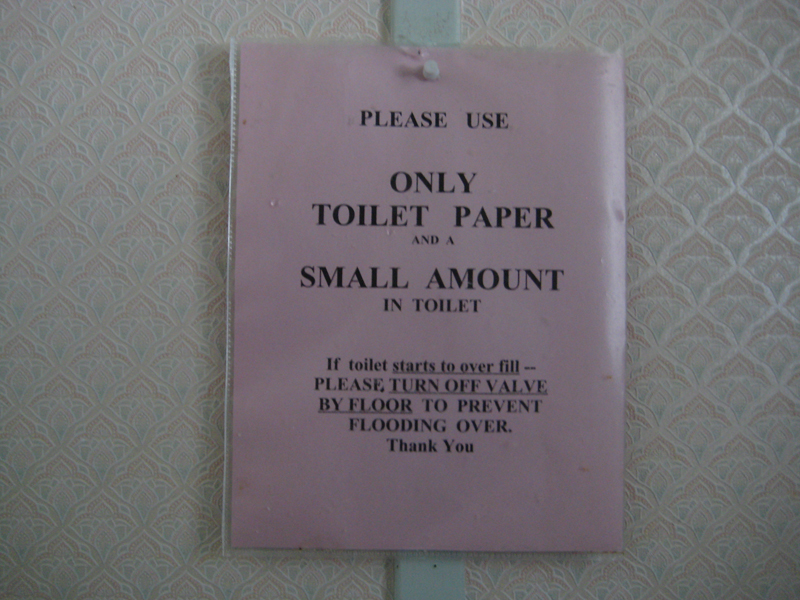 PLEASE USE
ONLY
TOILET PAPER
AND A
SMALL AMOUNT
IN TOILET
If toilet starts to over fill --
PLEASE TURN OFF VALVE
BY FLOOR TO PREVENT
FLOODING OVER.
Thank You